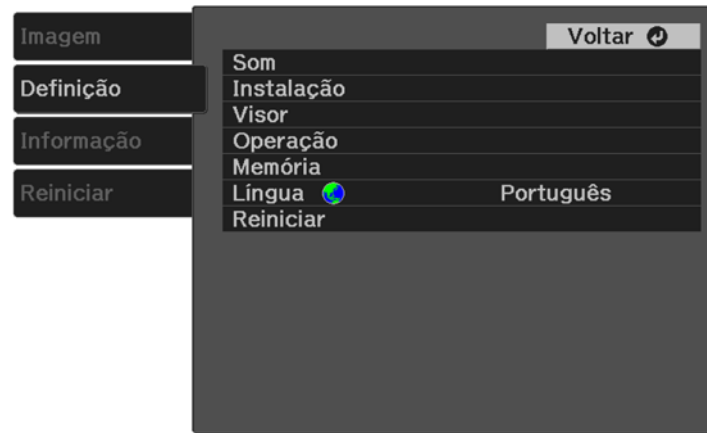 Imagem
Definição
Informação
Reiniciar
Voltar
Som
Instalação
Visor
Operação
Memória
Língua Português
Reiniciar